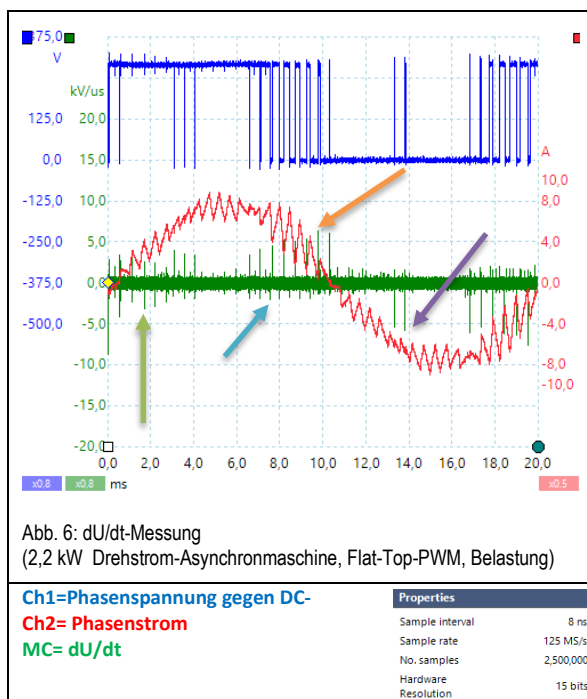 375,0
V
125,0
0,0
-125,0
-250,0
-375,0
-500,0
kV/us
20,0
15,0
10,0
5,0
0,0
-5,0
-10,0
-15,0
-20,0
A
10,0
8,0
4,0
0,0
-4,0
-8,0
-10,0
0,0 2,0 4,0 6,0 8,0 10,0 12,0 14,0 16,0 18,0 20,0
x0,8 x0,8 ms x0.5
Abb. 6: dU/dt-Messung
(2,2 kW Drehstrom-Asynchronmaschine, Flat-Top-PWM, Belastung)
Ch1=Phasenspannung gegen DC-
Ch2= Phasenstrom
MC= dU/dt
Properties
Sample interval 8 ns
Sample rate 125 MS/s
No. samples 2,500,000
Hardware
Resolution 15 bits